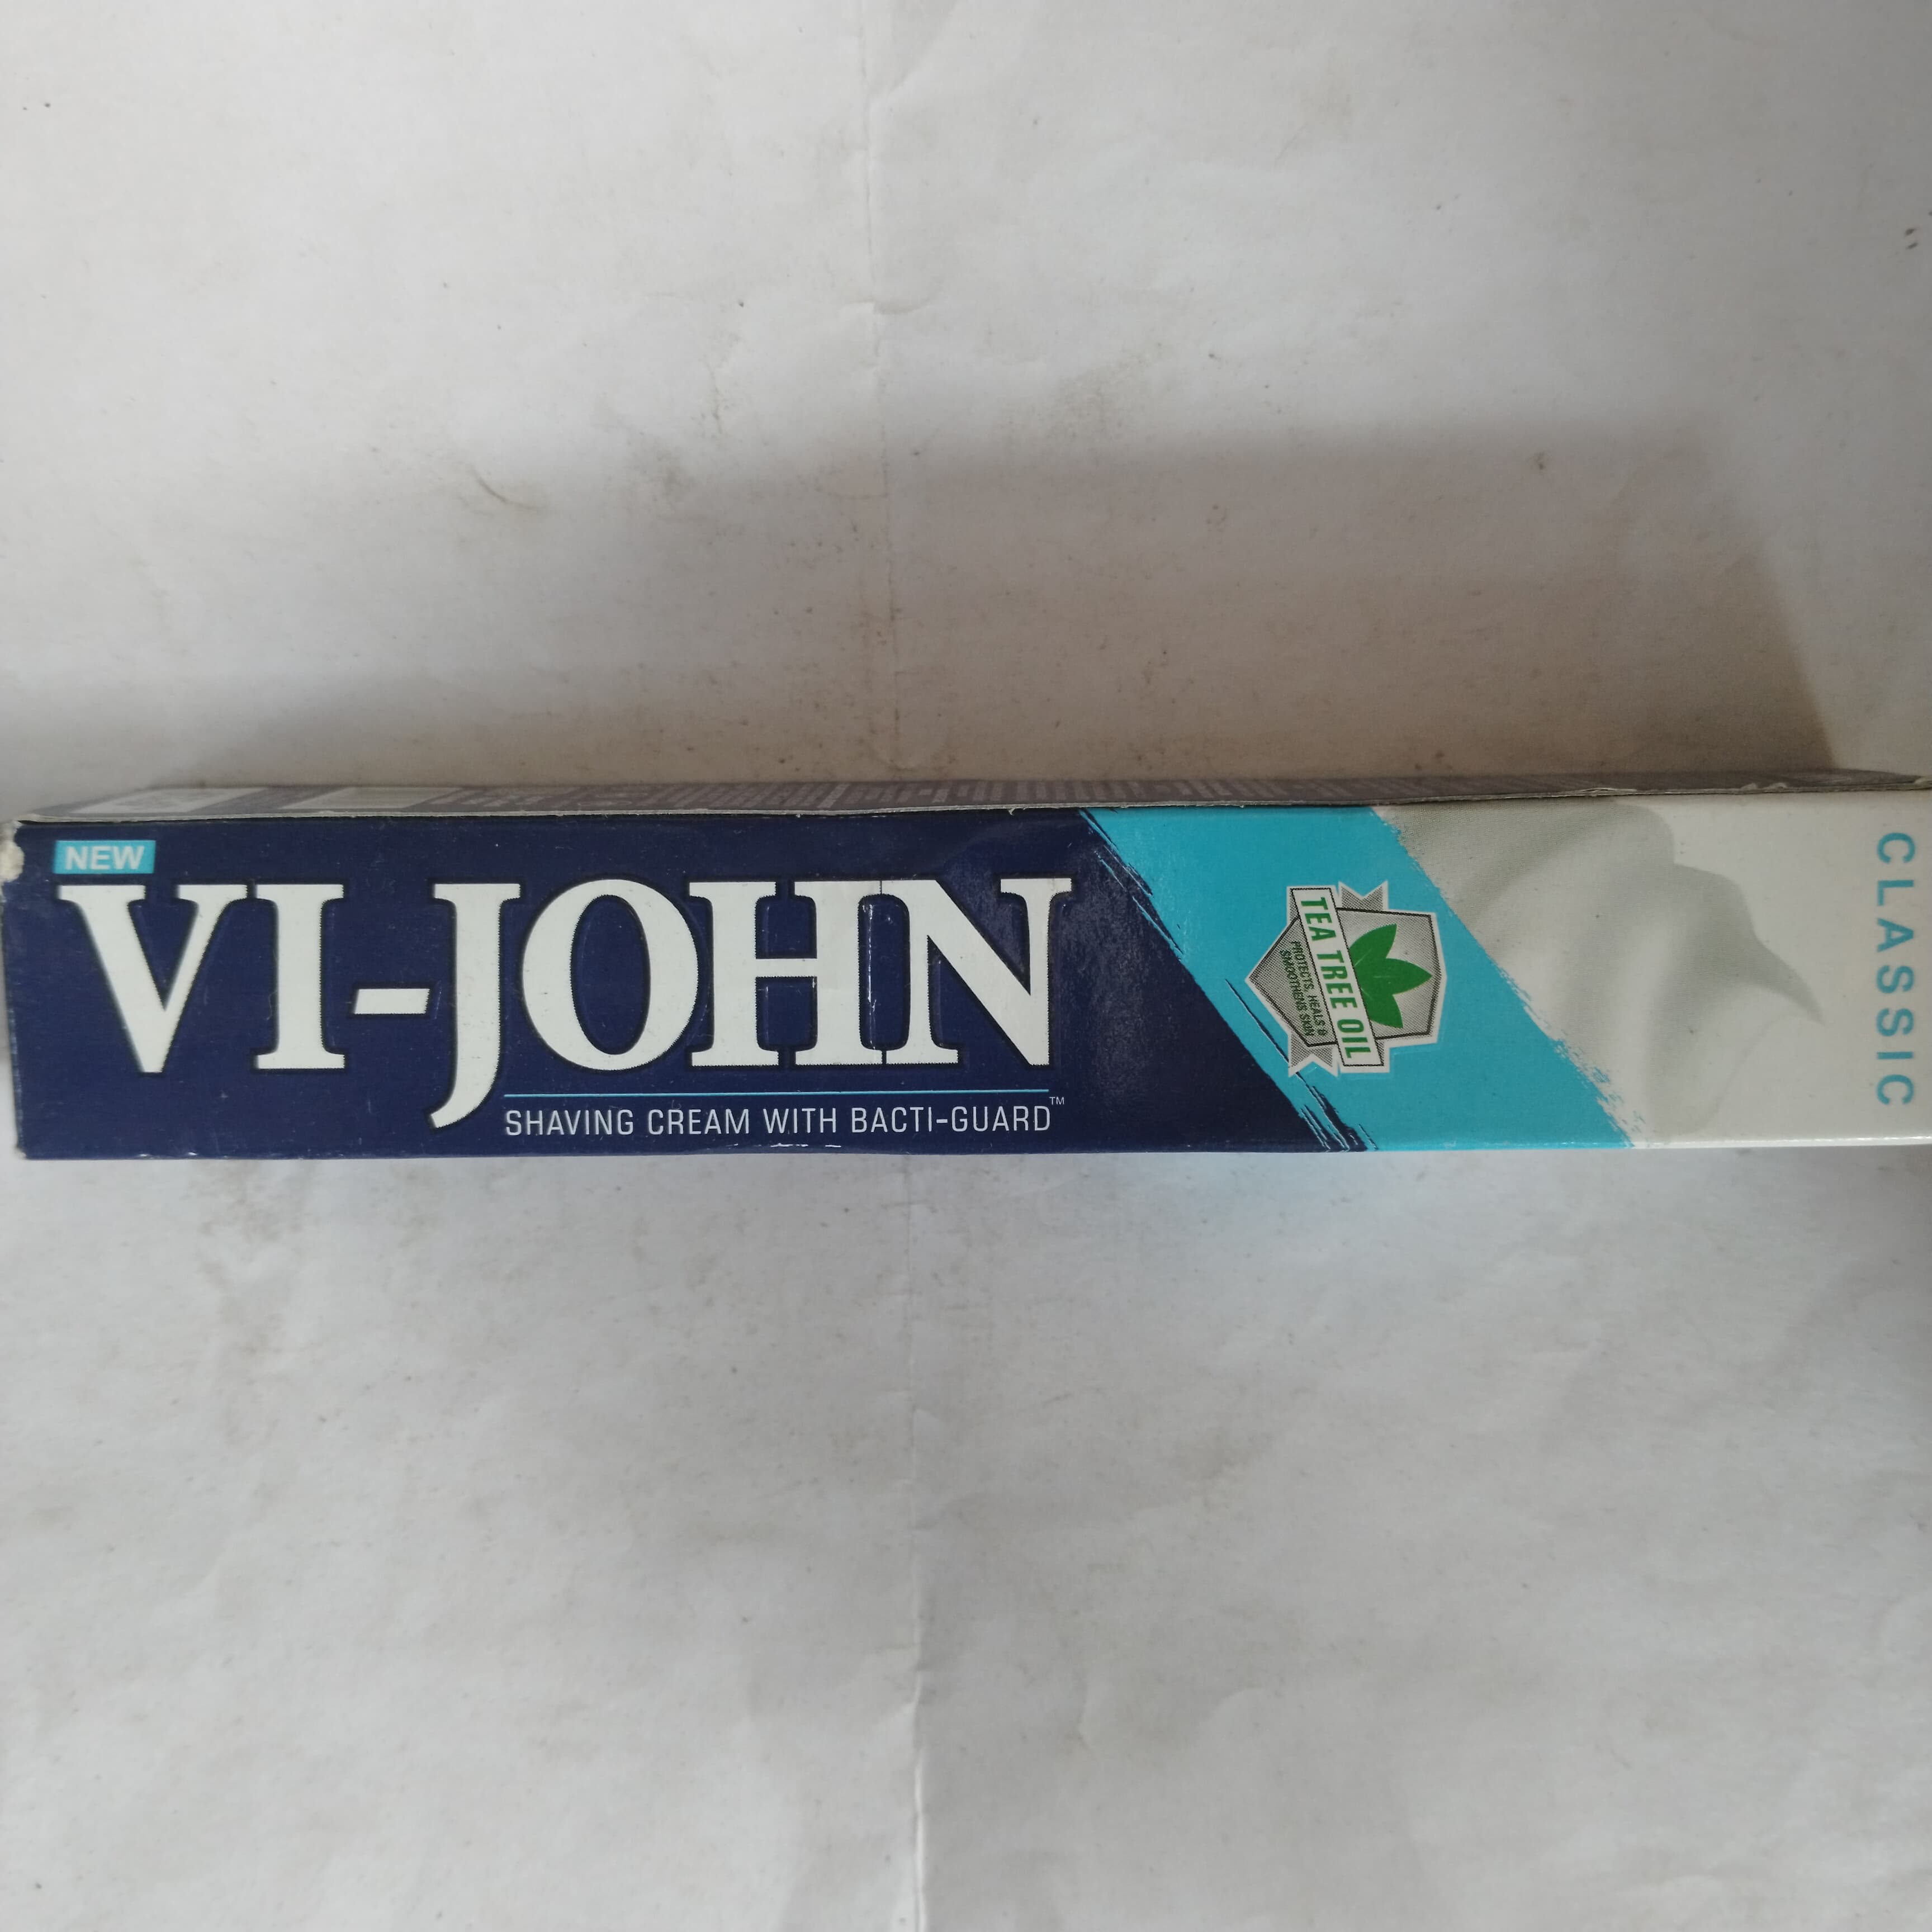 NEW
VI-JOHN
SHAVING CREAM WITH BACTI-GUARD™
TEA TREE OIL
PROTECTS, HEALS &
SMOOTHENS SKIN
CLASSIC